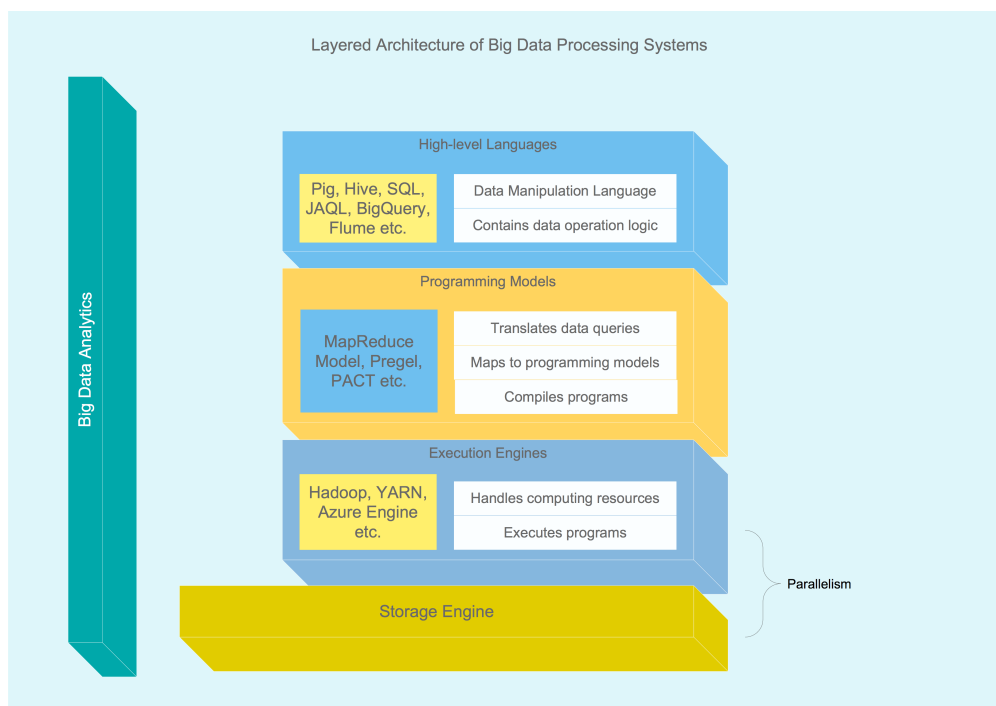 Layered Architecture of Big Data Processing Systems
Big Data Analytics
High-level Languages
Pig, Hive, SQL,
JAQL, BigQuery,
Flume etc.
Data Manipulation Language
Contains data operation logic
Programming Models
MapReduce
Model, Pregel,
PACT etc.
Translates data queries
Maps to programming models
Compiles programs
Execution Engines
Hadoop, YARN,
Azure Engine
etc.
Handles computing resources
Executes programs
Parallelism
Storage Engine